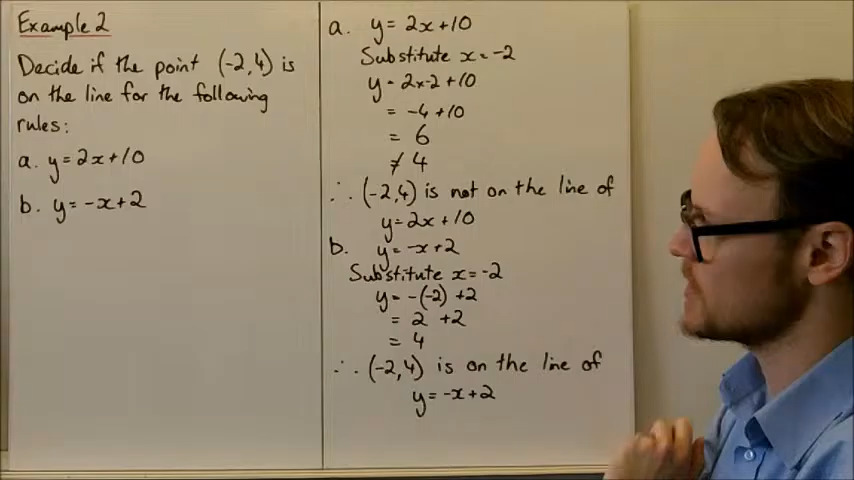 Example 2
Decide if the point (-2,4) is
on the line for the following
rules:
a. y = 2x+10
b. y = -x+2
a. y = 2x+10
Substitute x = -2
y = 2x-2 +10
= -4 +10
= 6
≠ 4
∴ (-2,4) is not on the line of
y = 2x+10
b. y = -x+2
Substitute x = -2
y = -(-2) +2
= 2 +2
= 4
∴ (-2,4) is on the line of
y = -x+2